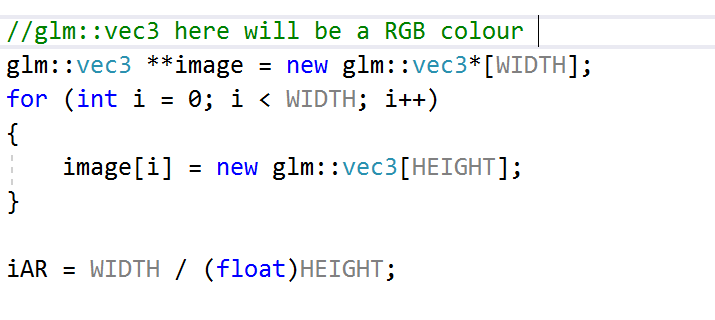 //glm::vec3 here will be a RGB colour
glm::vec3 **image = new glm::vec3*[WIDTH];
for (int i = 0; i < WIDTH; i++)
{
    image[i] = new glm::vec3[HEIGHT];
}
iAR = WIDTH / (float)HEIGHT;